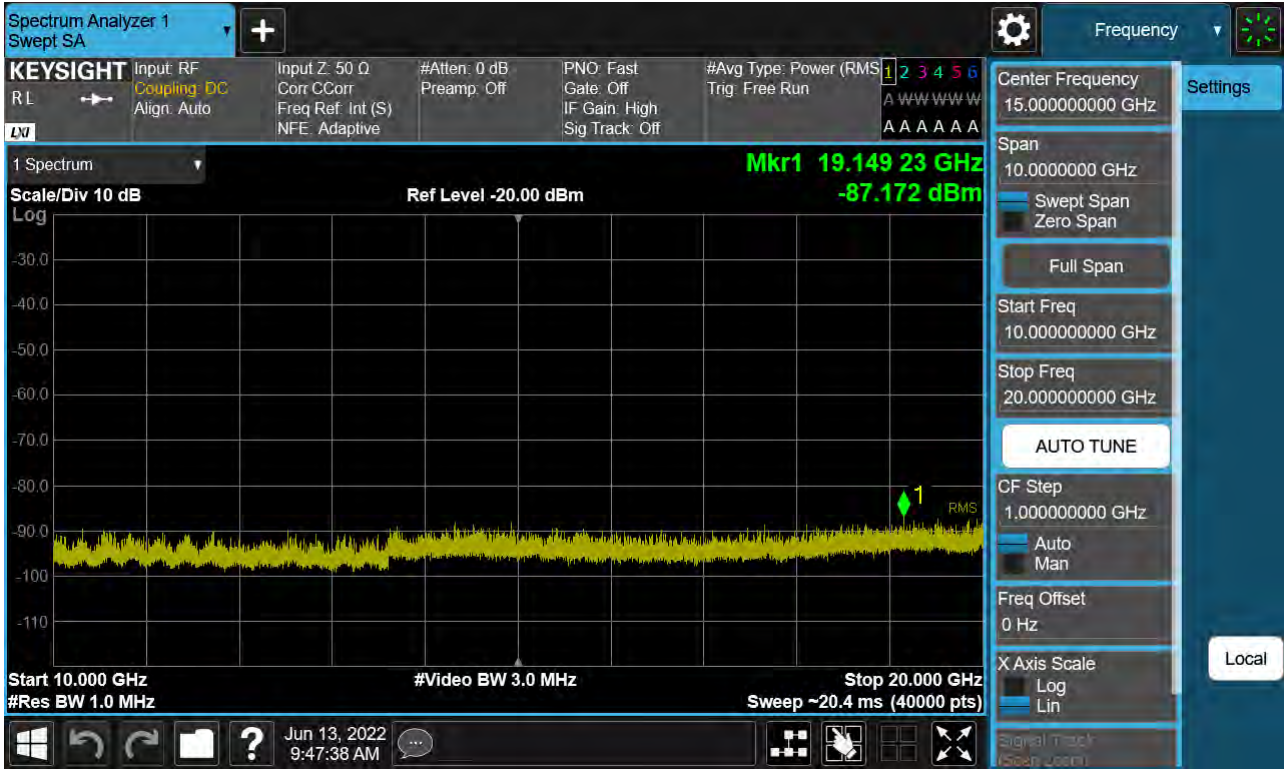 Spectrum Analyzer 1
Swept SA
Frequency
KEYSIGHT
R L
LXI
Input: RF
Coupling: DC
Align: Auto
Input Z: 50 Ω
Corr CCorr
Freq Ref: Int (S)
NFE: Adaptive
#Atten: 0 dB
Preamp: Off
PNO: Fast
Gate: Off
IF Gain: High
Sig Track: Off
#Avg Type: Power (RMS
Trig: Free Run
1 2 3 4 5 6
A W W W W W
A A A A A A
1 Spectrum
Scale/Div 10 dB
Log
Ref Level -20.00 dBm
Mkr1 19.149 23 GHz
-87.172 dBm
-30.0
-40.0
-50.0
-60.0
-70.0
-80.0
-90.0
-100
-110
1
RMS
Start 10.000 GHz
#Res BW 1.0 MHz
#Video BW 3.0 MHz
Stop 20.000 GHz
Sweep ~20.4 ms (40000 pts)
Center Frequency
15.000000000 GHz
Span
10.0000000 GHz
Swept Span
Zero Span
Full Span
Start Freq
10.000000000 GHz
Stop Freq
20.000000000 GHz
AUTO TUNE
CF Step
1.000000000 GHz
Auto
Man
Freq Offset
0 Hz
X Axis Scale
Log
Lin
Signal Track
(Span Zoom)
Settings
Local
?
Jun 13, 2022
9:47:38 AM